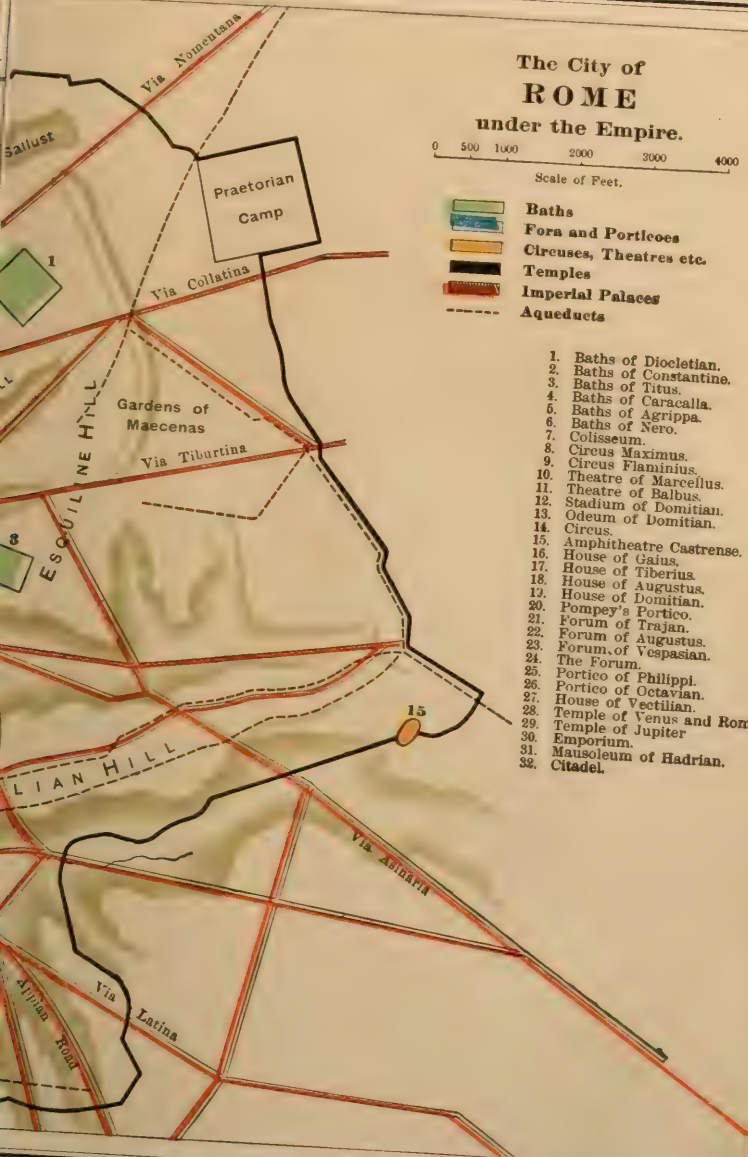 The City of
ROME
under the Empire.
0 500 1000 2000 3000 4000
Scale of Feet.
Baths
Fora and Porticoes
Circuses, Theatres etc.
Temples
Imperial Palaces
Aqueducts
1. Baths of Diocletian.
2. Baths of Constantine.
3. Baths of Titus.
4. Baths of Caracalla.
5. Baths of Agrippa.
6. Baths of Nero.
7. Colisseum.
8. Circus Maximus.
9. Circus Flaminius.
10. Theatre of Marcellus.
11. Theatre of Balbus.
12. Stadium of Domitian.
13. Odeum of Domitian.
14. Circus.
15. Amphitheatre Castrense.
16. House of Gaius.
17. House of Tiberius.
18. House of Augustus.
19. House of Domitian.
20. Pompey's Portico.
21. Forum of Trajan.
22. Forum of Augustus.
23. Forum of Vespasian.
24. The Forum.
25. Portico of Philippi.
26. Portico of Octavian.
27. House of Vectilian.
28. Temple of Venus and Rom
29. Temple of Jupiter
30. Emporium.
31. Mausoleum of Hadrian.
32. Citadel.
Via Nomentana
Sallust
Praetorian
Camp
1
Via Collatina
LL
Gardens of
Maecenas
Via Tiburtina
ESQUILINE HILL
3
15
LIAN HILL
Via Asinaria
Via Latina
Appian Road